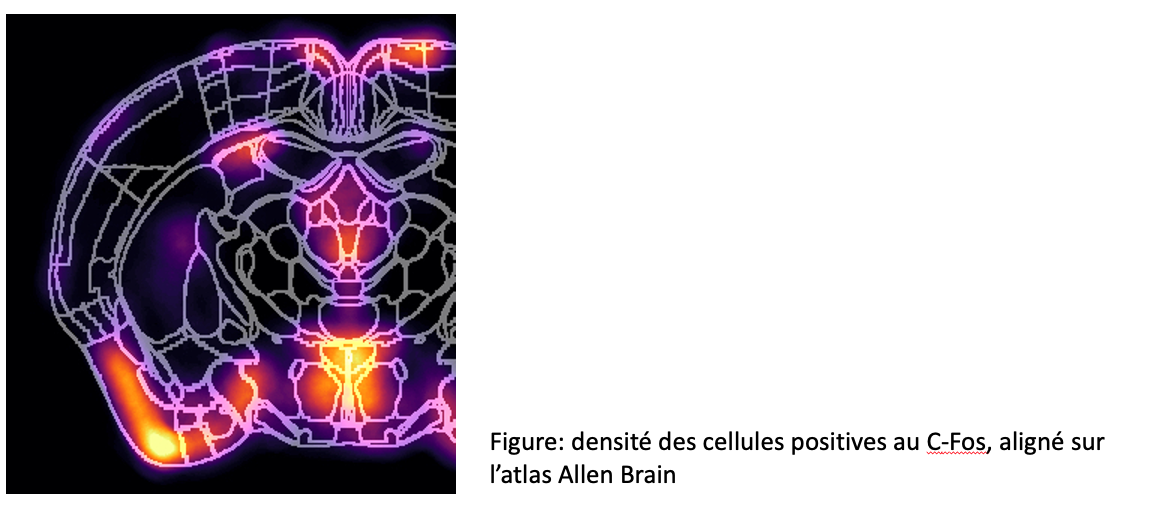 Figure: densité des cellules positives au C-Fos, aligné sur
l’atlas Allen Brain